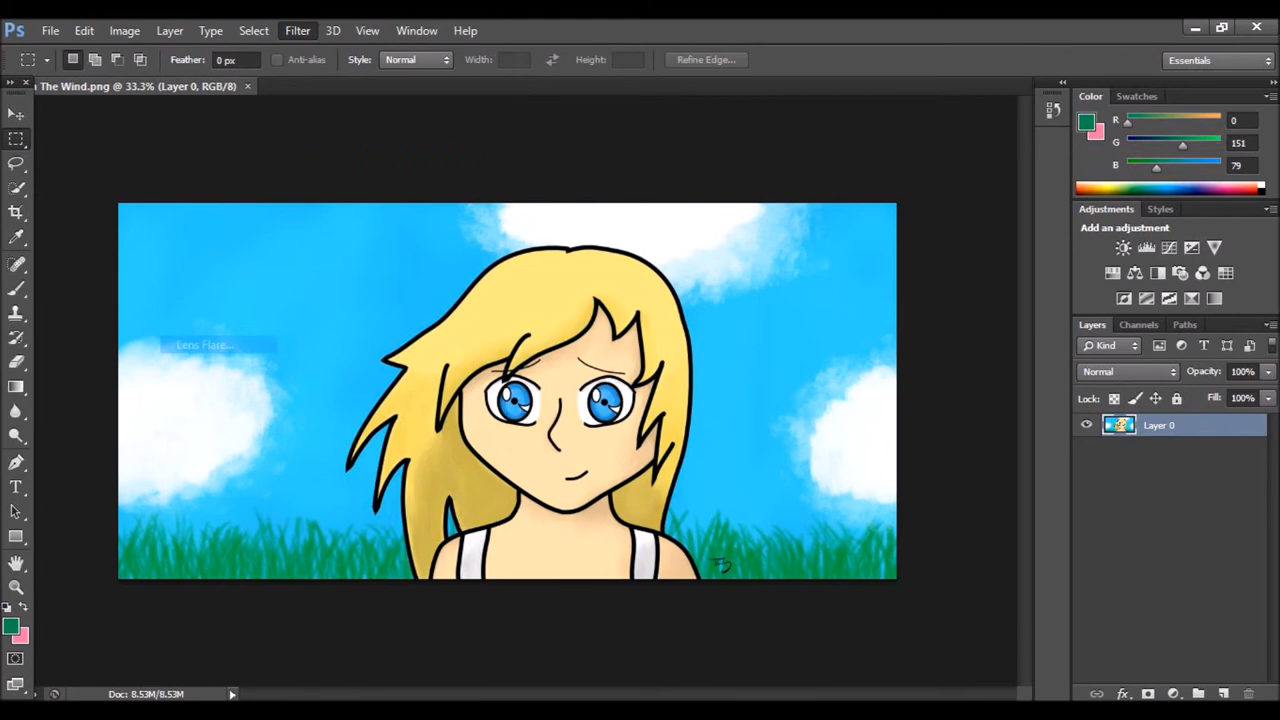 Ps File Edit Image Layer Type Select Filter 3D View Window Help
Feather: 0 px Anti-alias Style: Normal Width: Height: Refine Edge... Essentials
The Wind.png @ 33.3% (Layer 0, RGB/8) ×
Color Swatches
R 0
G 151
B 79
Adjustments Styles
Add an adjustment
Lens Flare...
Layers Channels Paths
Kind
Normal Opacity: 100%
Lock: Fill: 100%
Layer 0
Doc: 8.53M/8.53M